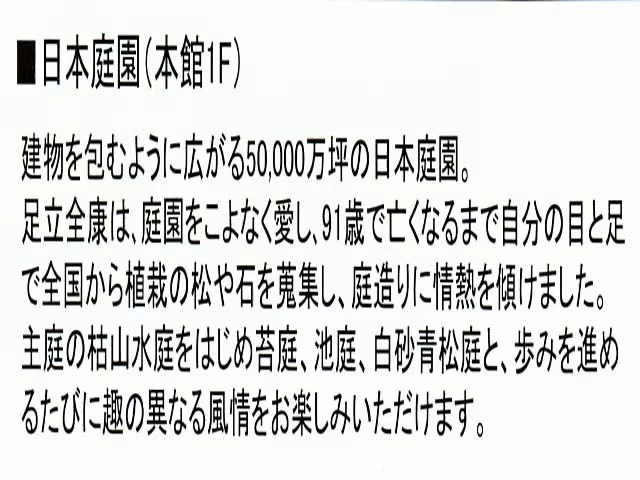 ■日本庭園(本館1F)
建物を包むように広がる50,000万坪の日本庭園。
足立全康は、庭園をこよなく愛し、91歳で亡くなるまで自分の目と足
で全国から植栽の松や石を蒐集し、庭造りに情熱を傾けました。
主庭の枯山水庭をはじめ苔庭、池庭、白砂青松庭と、歩みを進め
るたびに趣の異なる風情をお楽しみいただけます。